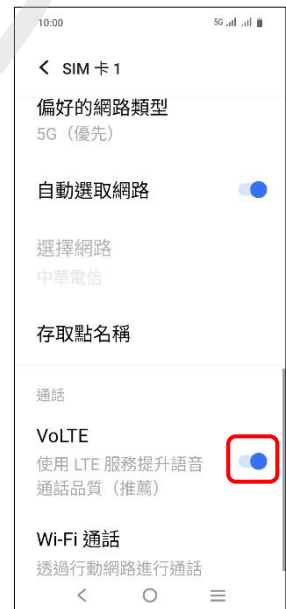 10:00 5G
SIM 卡 1
偏好的網路類型
5G（優先）
自動選取網路
選擇網路
中華電信
存取點名稱
通話
VoLTE
使用 LTE 服務提升語音
通話品質（推薦）
Wi-Fi 通話
透過行動網路進行通話